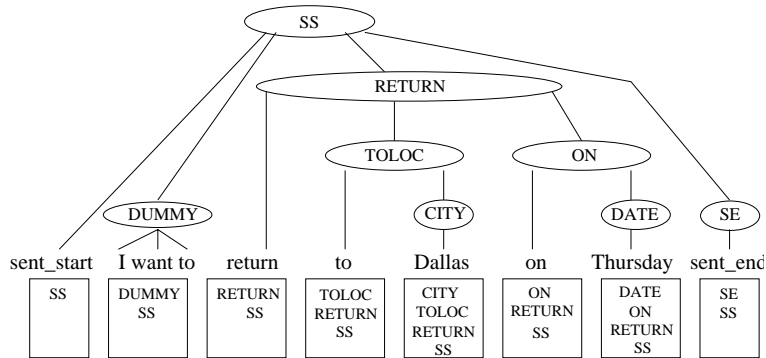 SS
RETURN
TOLOC ON
DUMMY CITY DATE SE
sent_start I want to return to Dallas on Thursday sent_end
SS DUMMY RETURN TOLOC CITY ON DATE SE
SS SS RETURN TOLOC RETURN ON SS
SS RETURN SS RETURN
SS SS